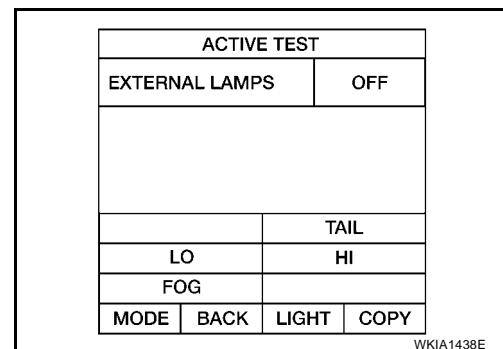 ACTIVE TEST
EXTERNAL LAMPS OFF
TAIL
LO HI
FOG
MODE BACK LIGHT COPY
WKIA1438E